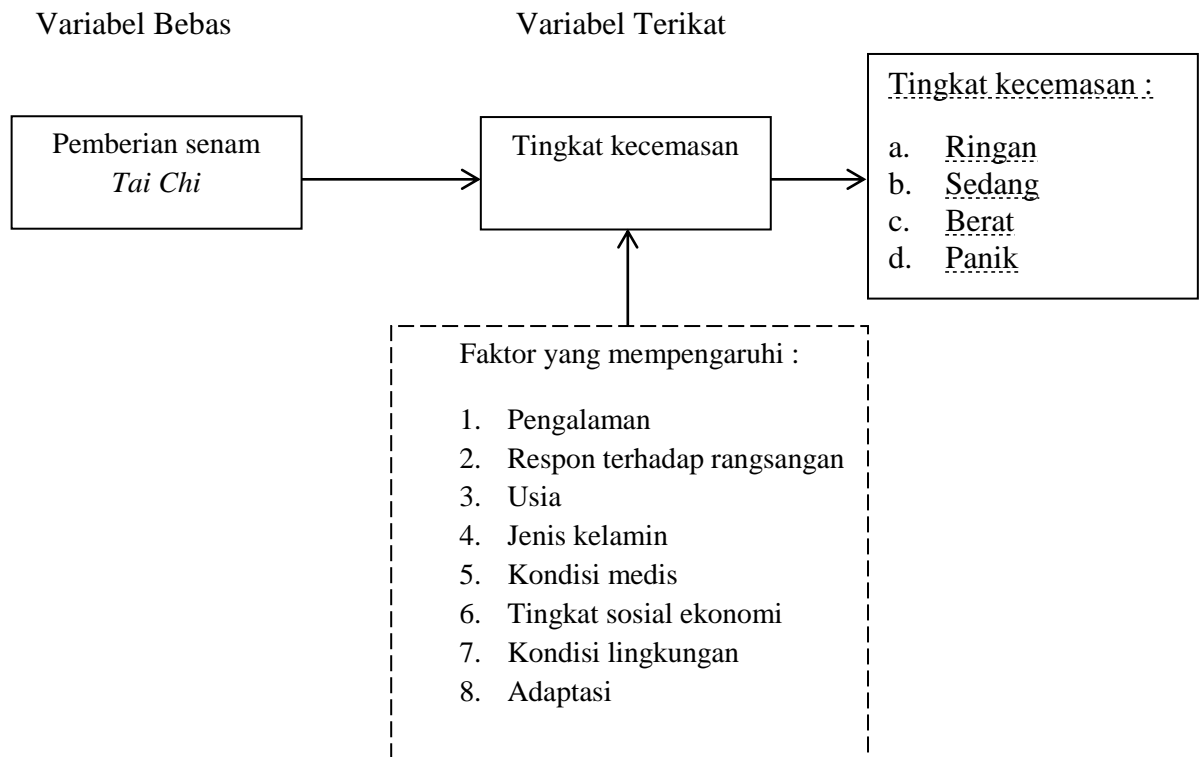 Variabel Bebas
Variabel Terikat
Pemberian senam
Tai Chi
Tingkat kecemasan
Tingkat kecemasan :
a. Ringan
b. Sedang
c. Berat
d. Panik
Faktor yang mempengaruhi :
1. Pengalaman
2. Respon terhadap rangsangan
3. Usia
4. Jenis kelamin
5. Kondisi medis
6. Tingkat sosial ekonomi
7. Kondisi lingkungan
8. Adaptasi